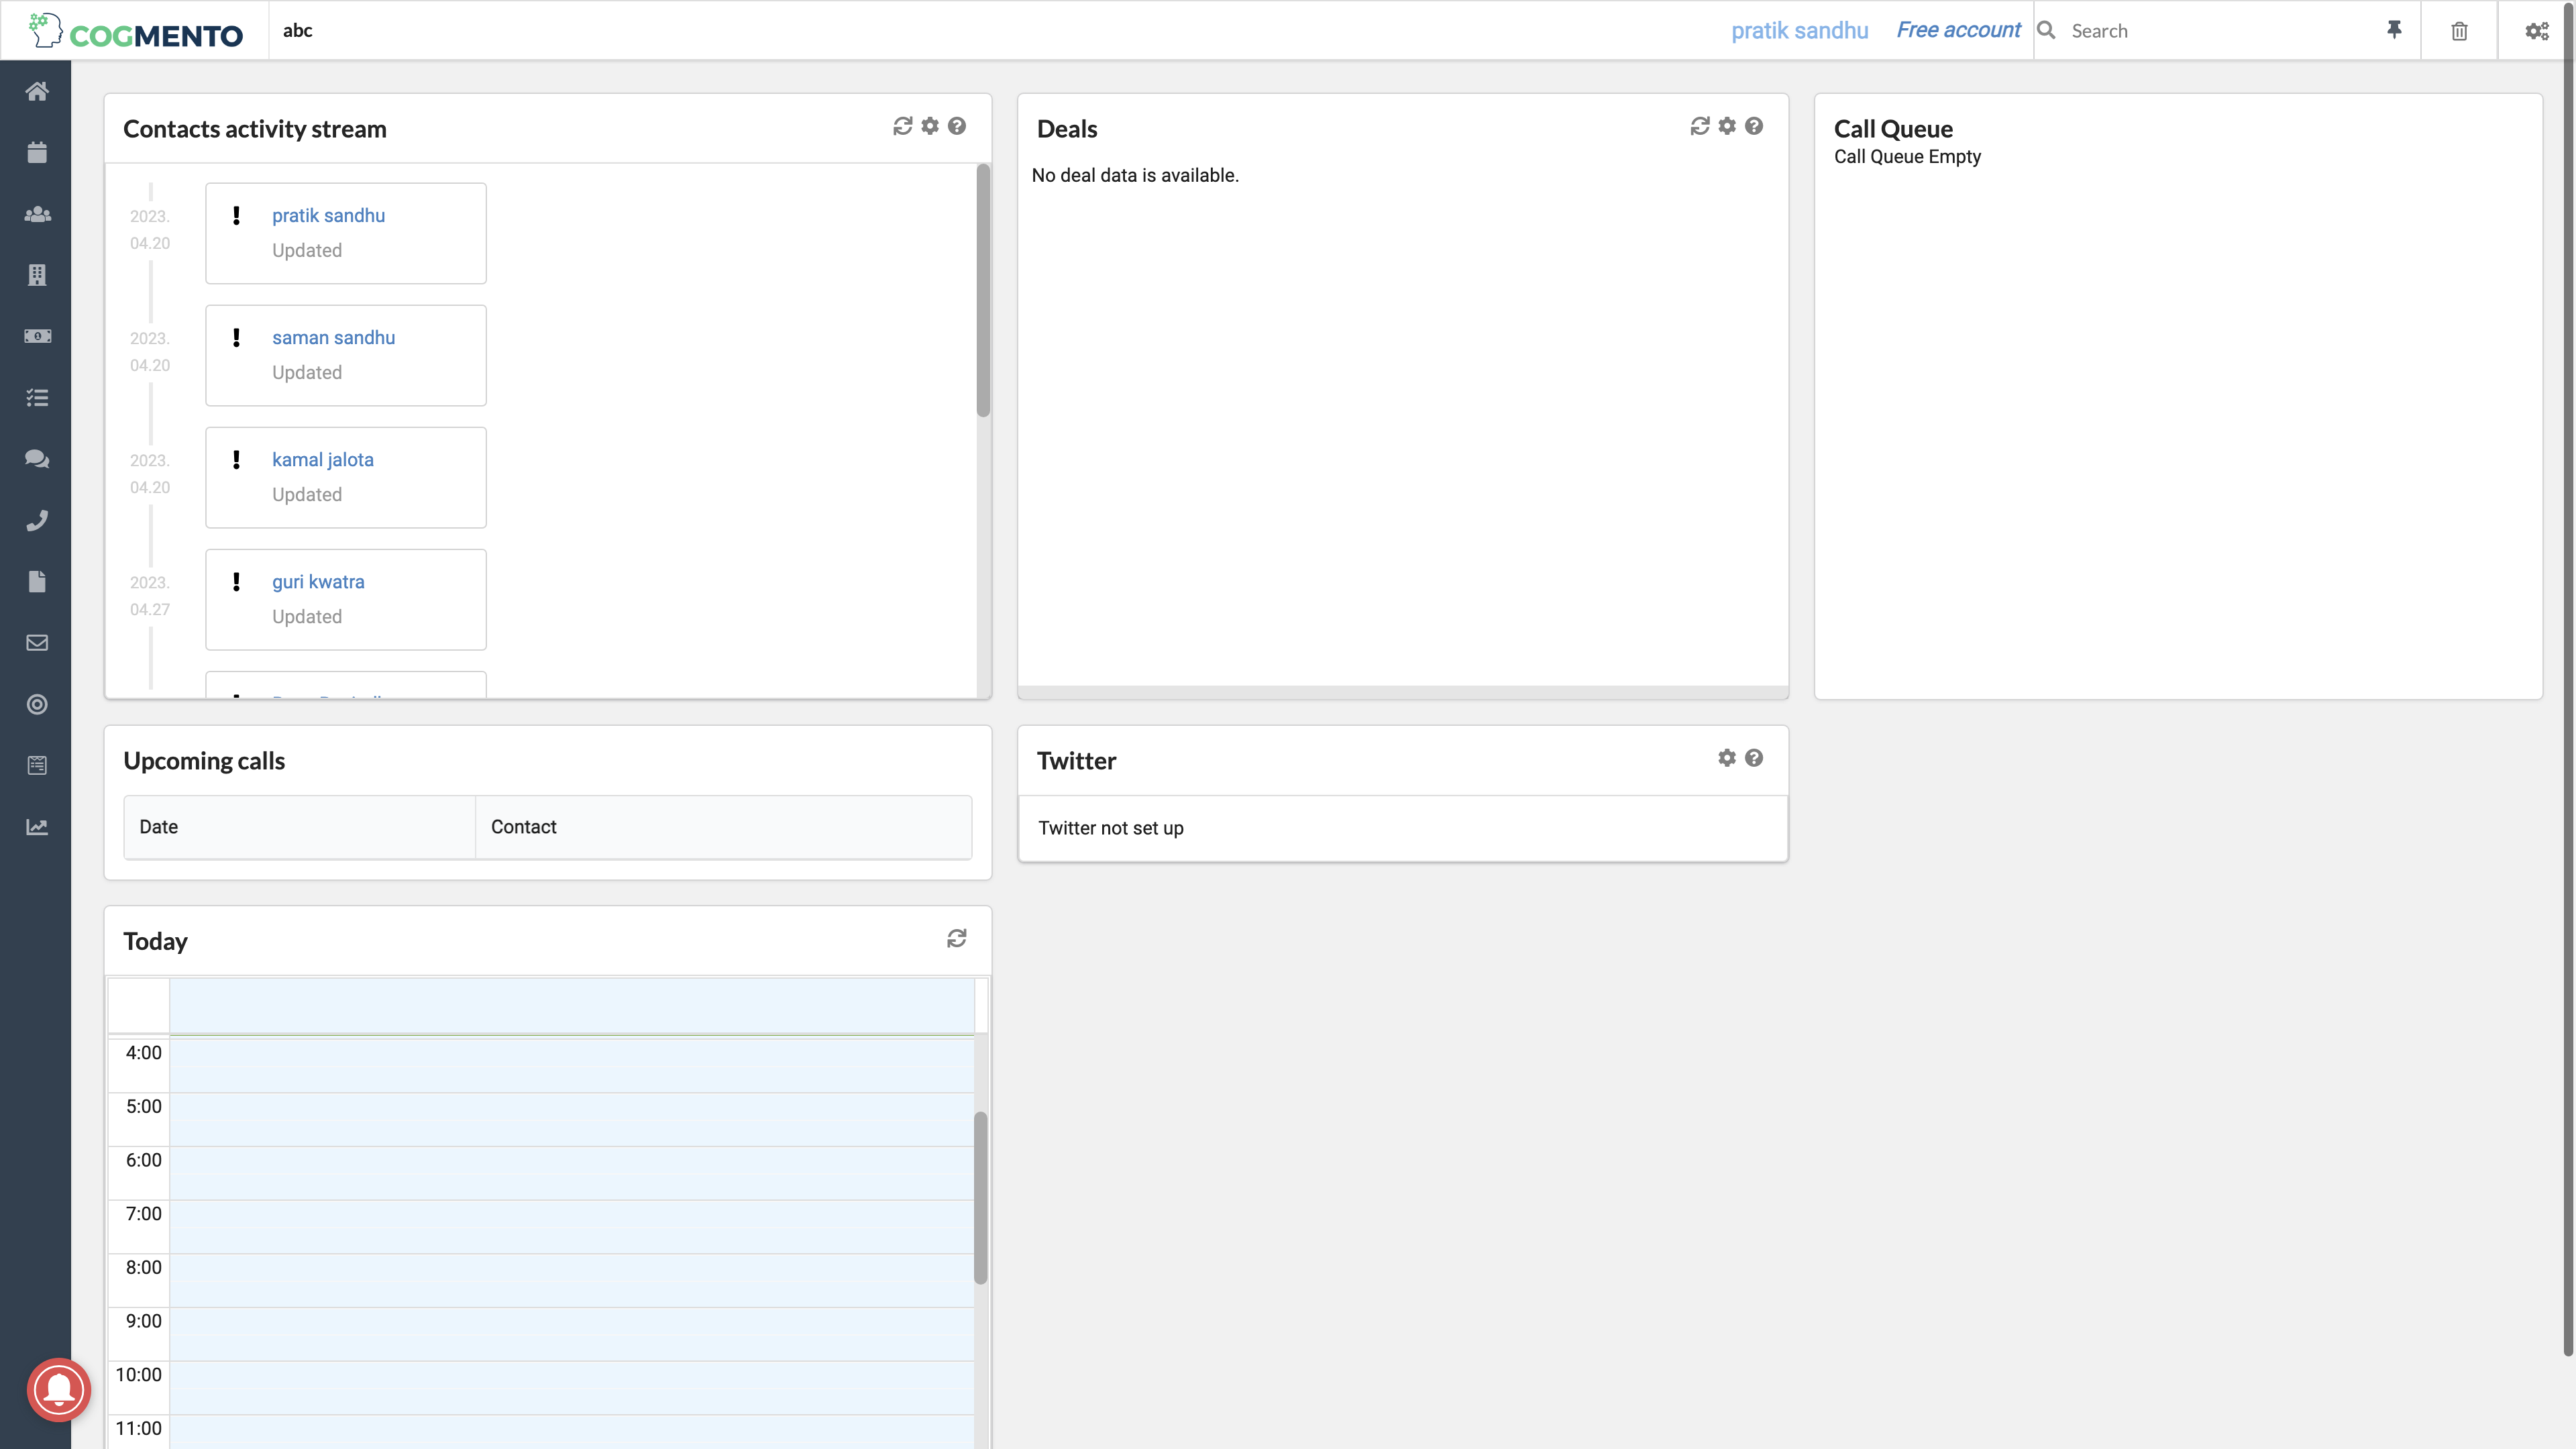 COGMENTO
abc
pratik sandhu
Free account
Search
Contacts activity stream
2023.
04.20
pratik sandhu
Updated
2023.
04.20
saman sandhu
Updated
2023.
04.20
kamal jalota
Updated
2023.
04.27
guri kwatra
Updated
Deals
No deal data is available.
Call Queue
Call Queue Empty
Upcoming calls
Date
Contact
Twitter
Twitter not set up
Today
4:00
5:00
6:00
7:00
8:00
9:00
10:00
11:00